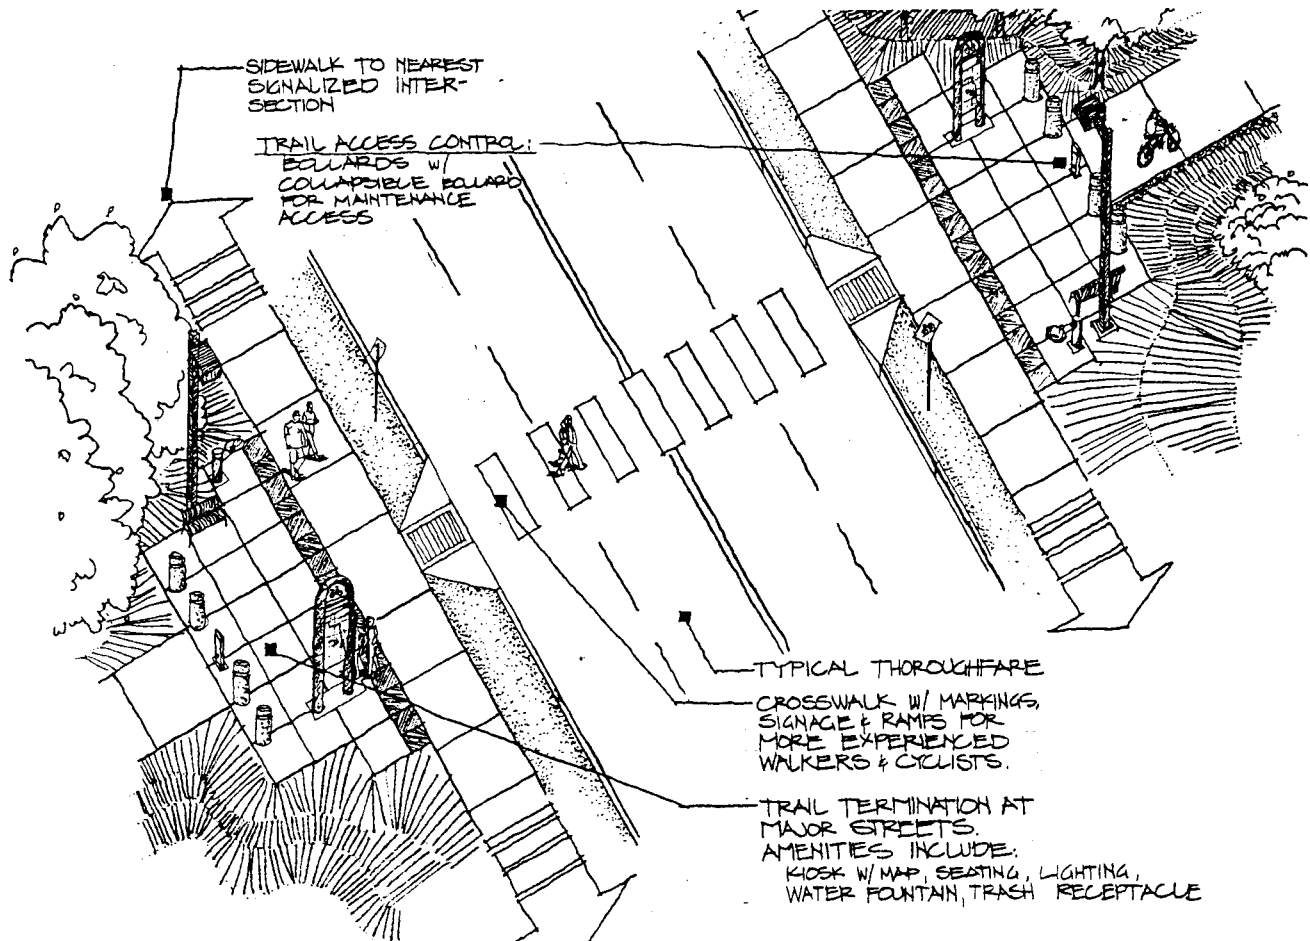 SIDEWALK TO NEAREST
SIGNALIZED INTER-
SECTION
TRAIL ACCESS CONTROL:
BOLLARDS W/
COLLAPSIBLE BOLLARD
FOR MAINTENANCE
ACCESS
TYPICAL THOROUGHFARE
CROSSWALK W/ MARKINGS,
SIGNAGE & RAMPS FOR
MORE EXPERIENCED
WALKERS & CYCLISTS.
TRAIL TERMINATION AT
MAJOR STREETS.
AMENITIES INCLUDE:
KIOSK W/ MAP, SEATING, LIGHTING,
WATER FOUNTAIN, TRASH RECEPTACLE